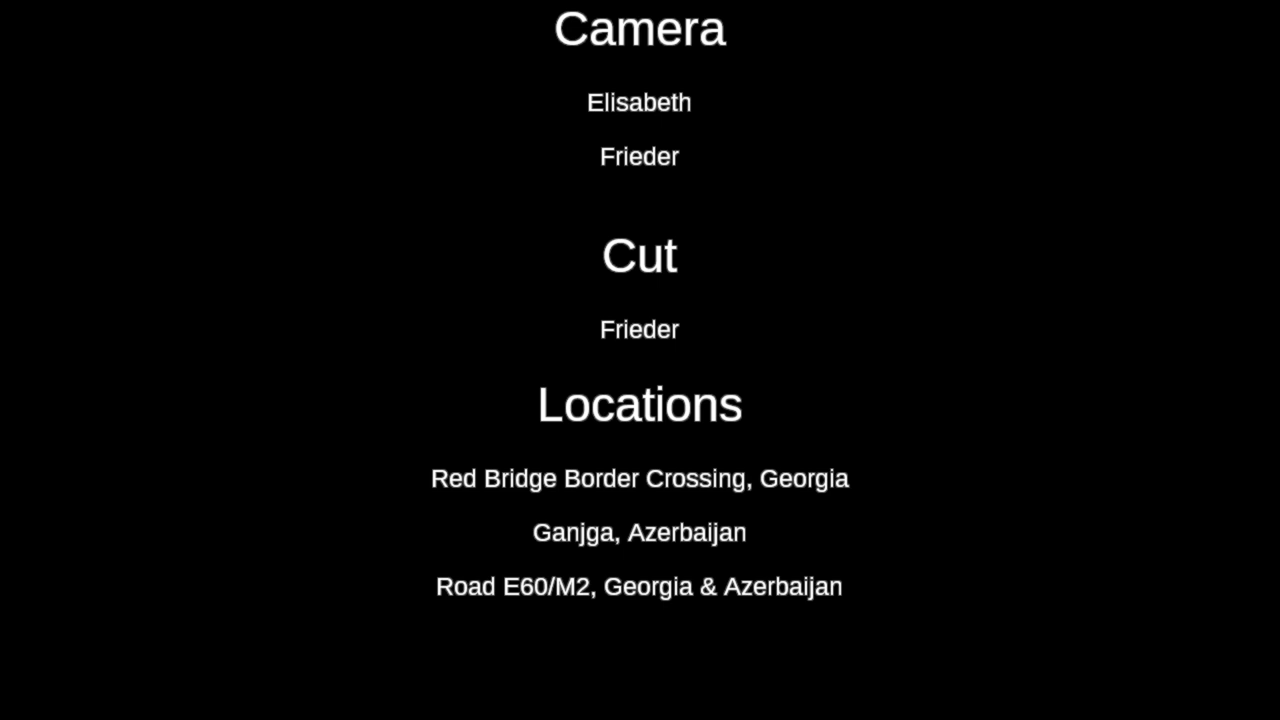 Camera
Elisabeth
Frieder
Cut
Frieder
Locations
Red Bridge Border Crossing, Georgia
Ganjga, Azerbaijan
Road E60/M2, Georgia & Azerbaijan